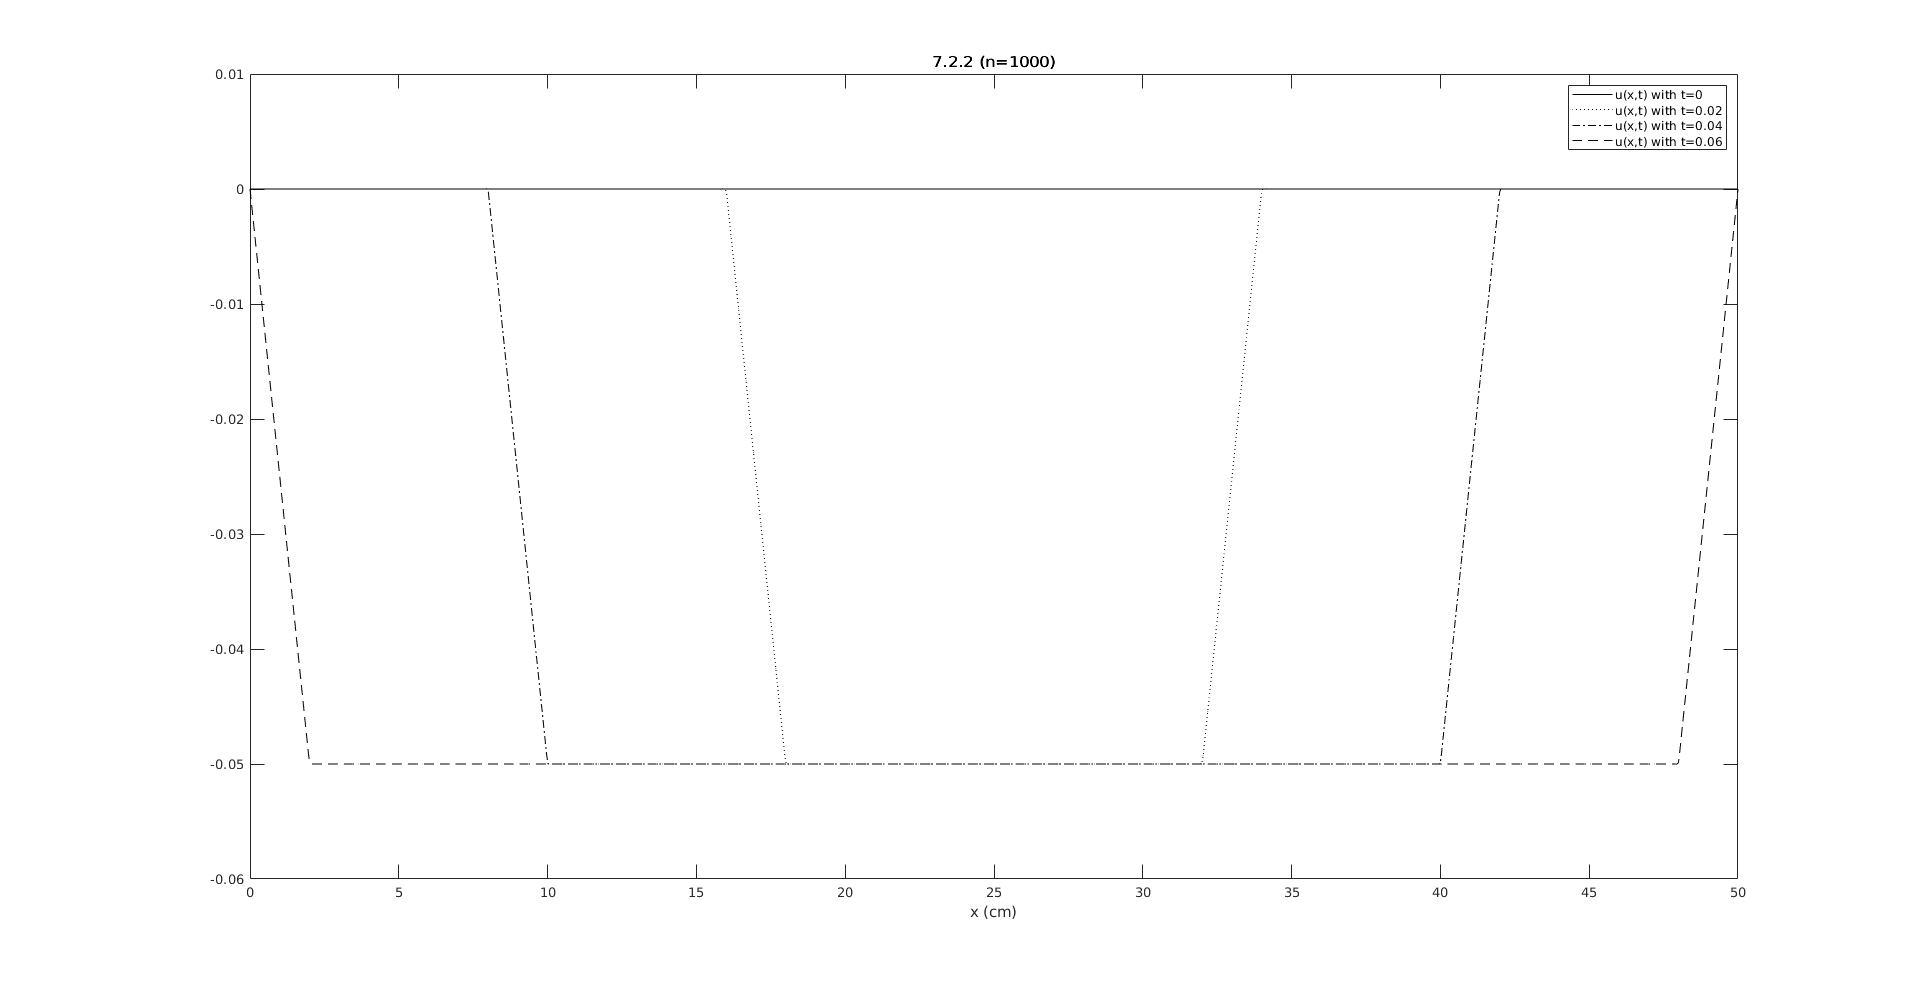 7.2.2 (n=1000)
0.01
u(x,t) with t=0
u(x,t) with t=0.02
u(x,t) with t=0.04
u(x,t) with t=0.06
0
-0.01
-0.02
-0.03
-0.04
-0.05
-0.06
0 5 10 15 20 25 30 35 40 45 50
x (cm)